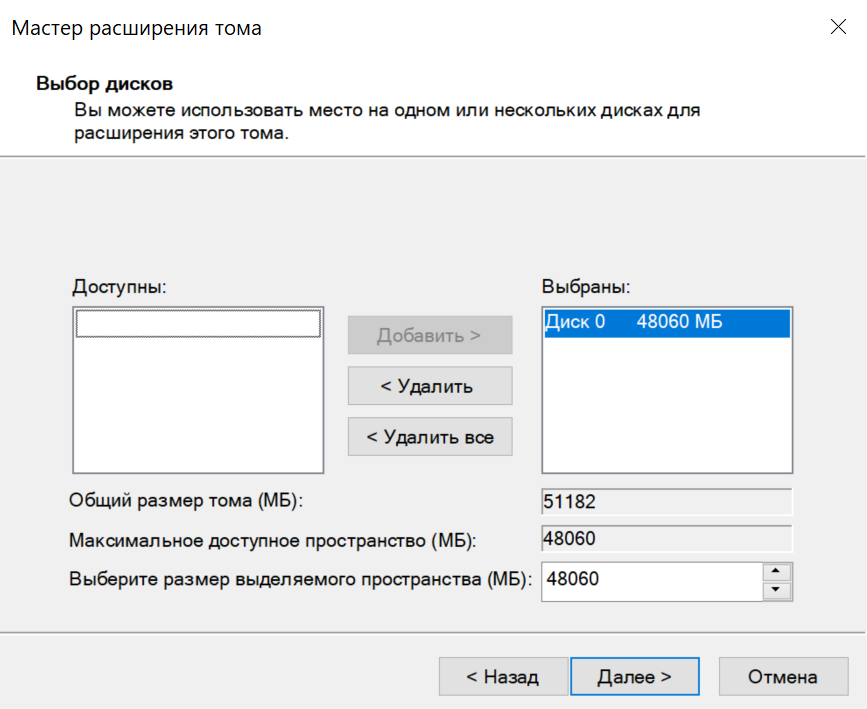 Мастер расширения тома
Выбор дисков
Вы можете использовать место на одном или нескольких дисках для
расширения этого тома.
Доступны:
Выбраны:
Добавить >
< Удалить
< Удалить все
Диск 0 48060 МБ
Общий размер тома (МБ): 51182
Максимальное доступное пространство (МБ): 48060
Выберите размер выделяемого пространства (МБ): 48060
< Назад
Далее >
Отмена